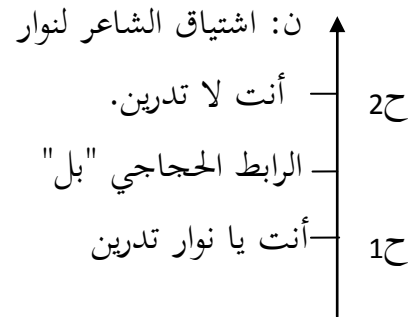 ن: اشتياق الشاعر لنوار
ح2 أنت لا تدرين.
الرابط الحجاجي "بل"
ح1 أنت يا نوار تدرين